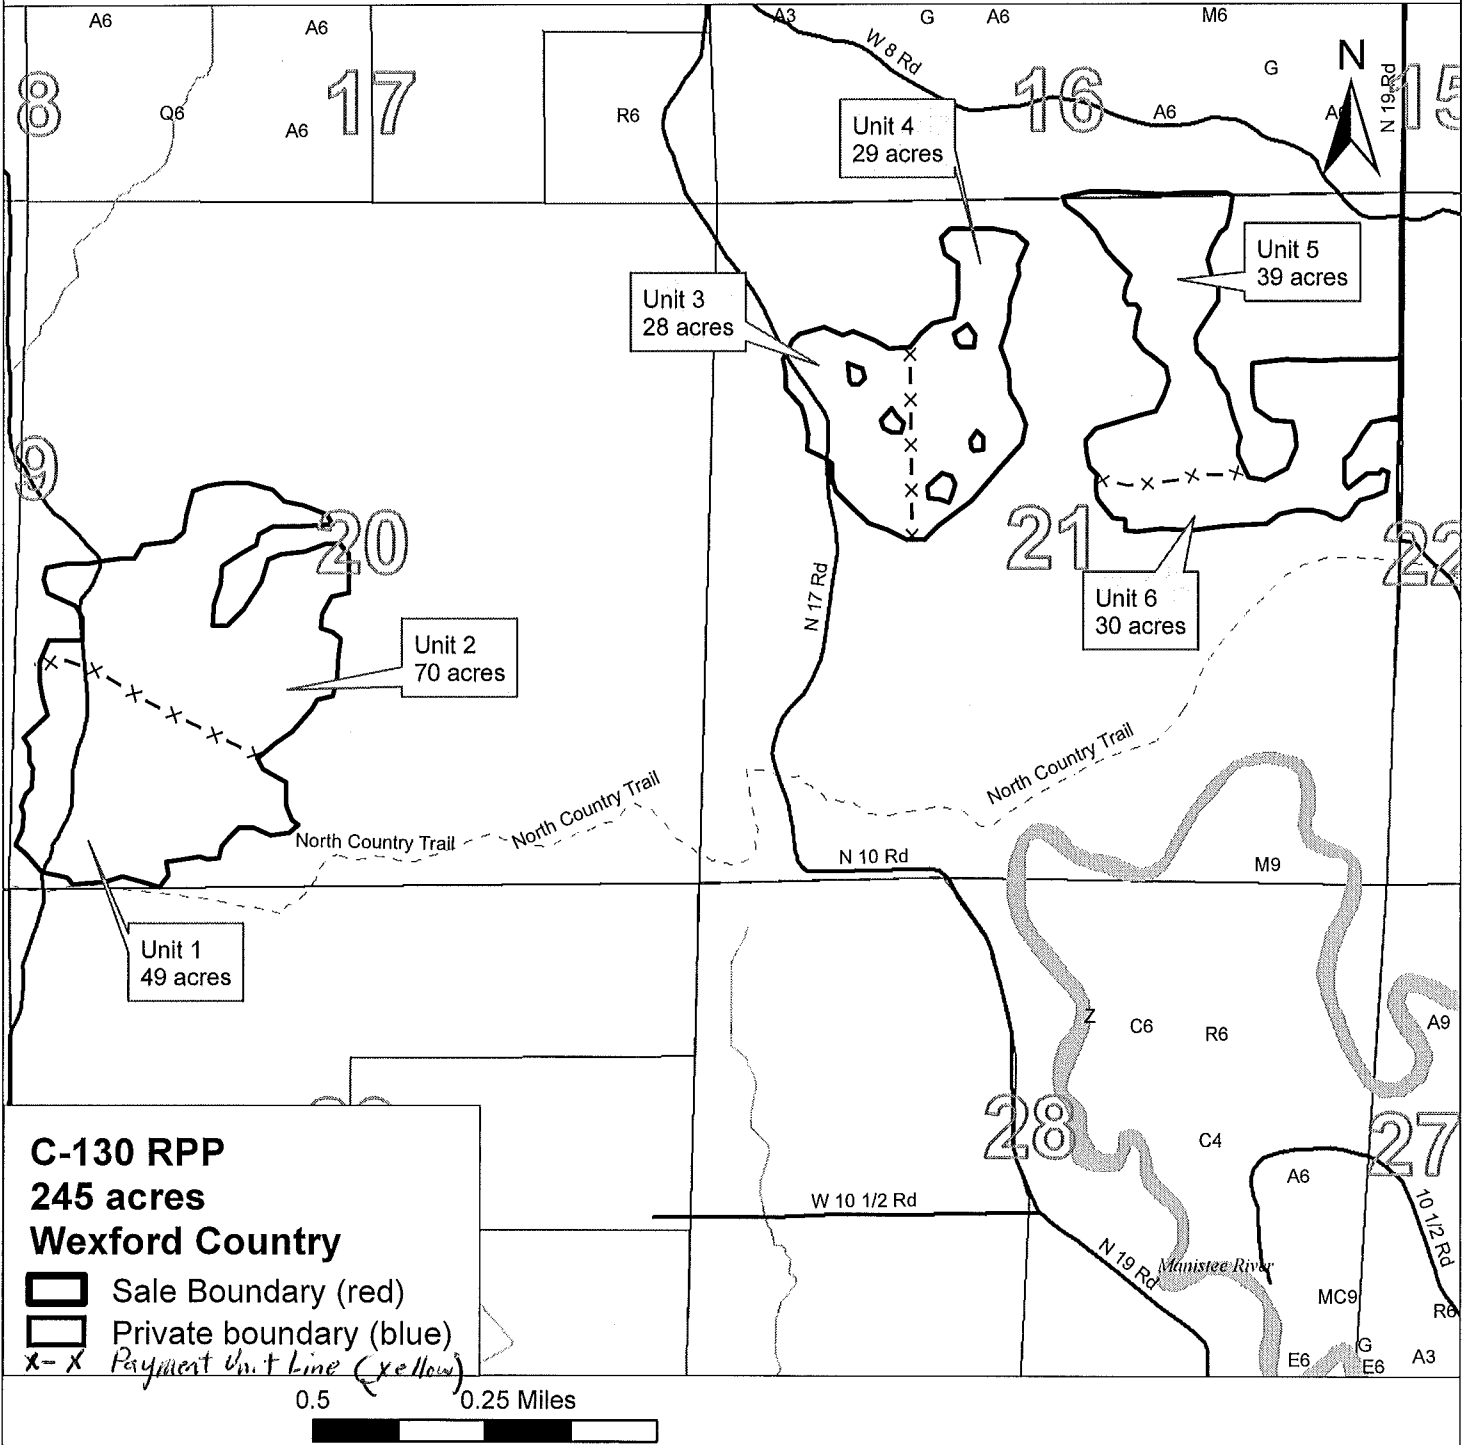 A6
A6
A3
G
A6
M6
W 8 Rd
N
G
8
17
16
15
N 19 Rd
Q6
A6
R6
A6
Unit 4
29 acres
Unit 5
39 acres
Unit 3
28 acres
9
20
21
22
N 17 Rd
Unit 6
30 acres
Unit 2
70 acres
North Country Trail
North Country Trail
North Country Trail
N 10 Rd
M9
Unit 1
49 acres
Z
C6
R6
A9
28
27
C4
A6
W 10 1/2 Rd
10 1/2 Rd
N 19 Rd
Manistee River
MC9
R6
G
E6
E6
A3
C-130 RPP
245 acres
Wexford Country
Sale Boundary (red)
Private boundary (blue)
x-x Payment Unit Line (yellow)
0.5 0.25 Miles